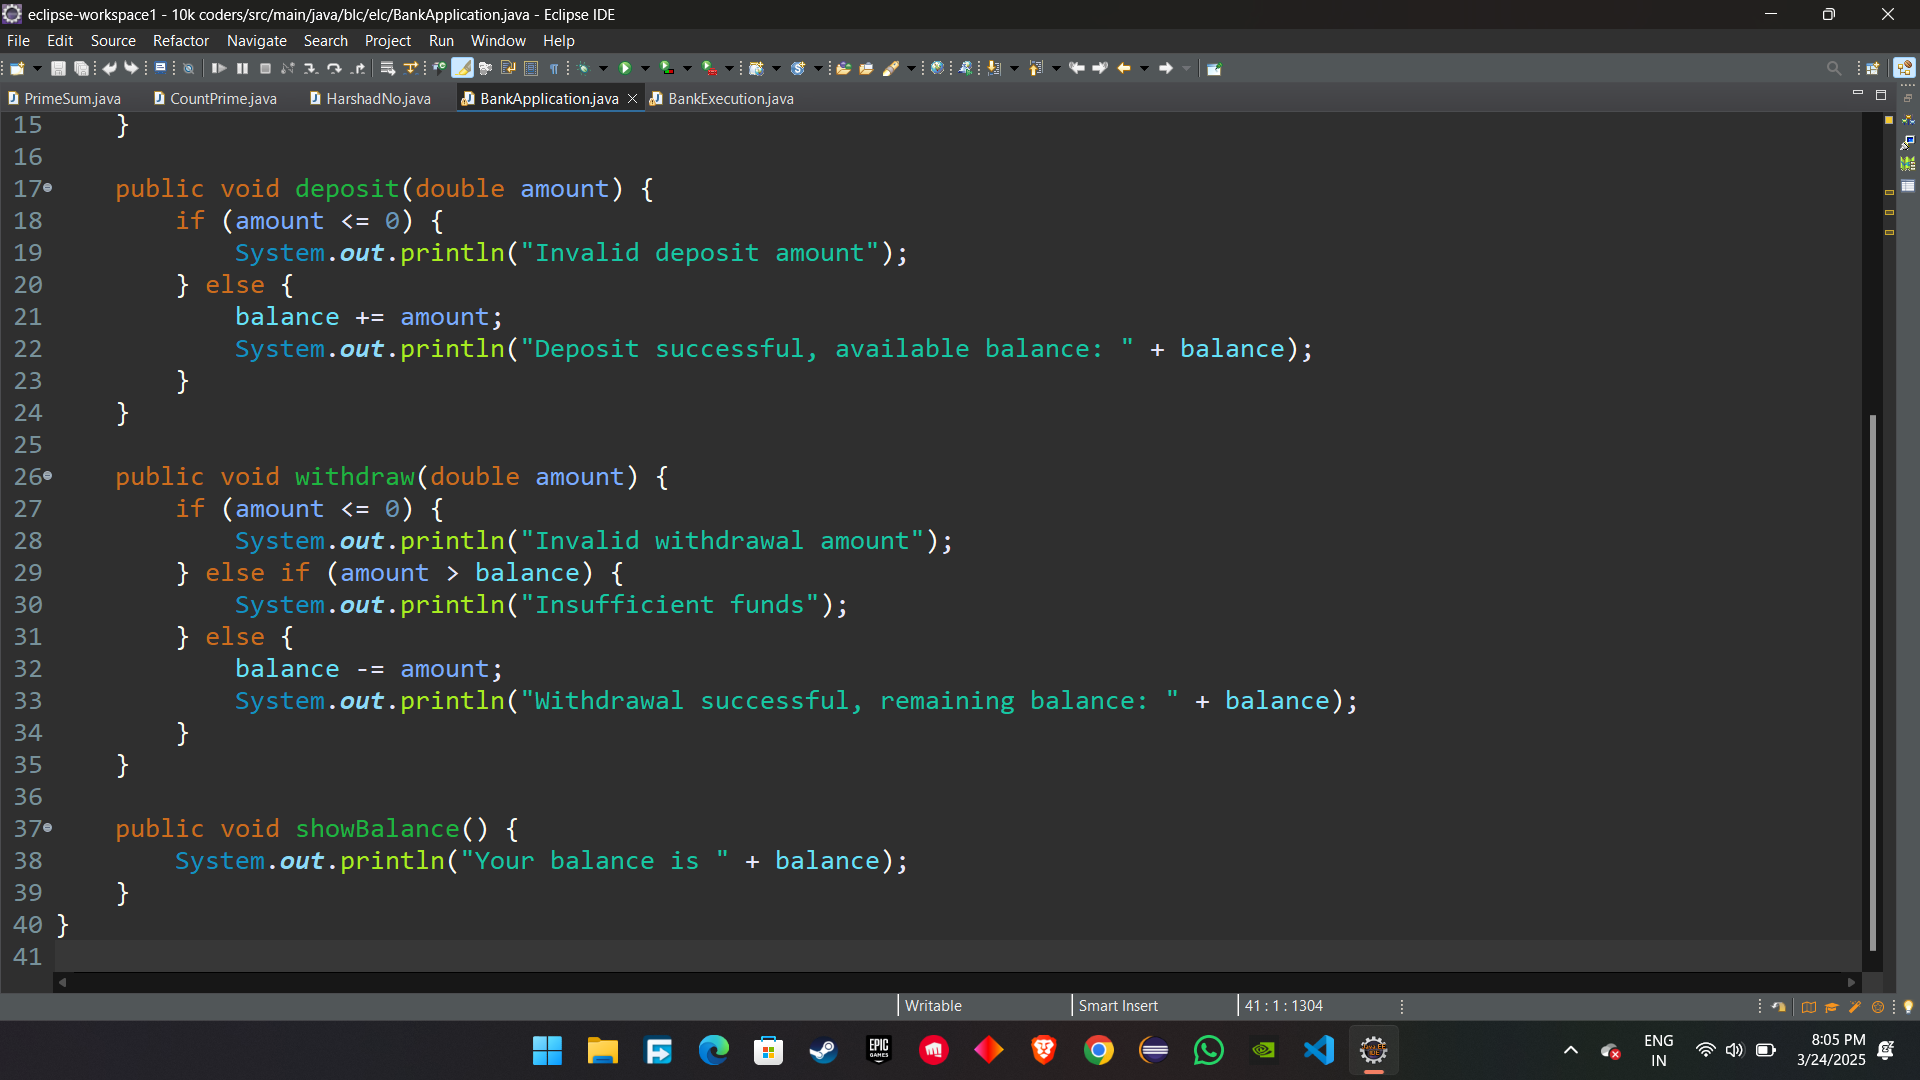 eclipse-workspace1 - 10k coders/src/main/java/blc/elc/BankApplication.java - Eclipse IDE
File Edit Source Refactor Navigate Search Project Run Window Help
PrimeSum.java CountPrime.java HarshadNo.java BankApplication.java BankExecution.java
15     }
16
17     public void deposit(double amount) {
18         if (amount <= 0) {
19             System.out.println("Invalid deposit amount");
20         } else {
21             balance += amount;
22             System.out.println("Deposit successful, available balance: " + balance);
23         }
24     }
25
26     public void withdraw(double amount) {
27         if (amount <= 0) {
28             System.out.println("Invalid withdrawal amount");
29         } else if (amount > balance) {
30             System.out.println("Insufficient funds");
31         } else {
32             balance -= amount;
33             System.out.println("Withdrawal successful, remaining balance: " + balance);
34         }
35     }
36
37     public void showBalance() {
38         System.out.println("Your balance is " + balance);
39     }
40 }
41
Writable Smart Insert 41 : 1 : 1304
EPIC GAMES
ENG 8:05 PM
IN 3/24/2025